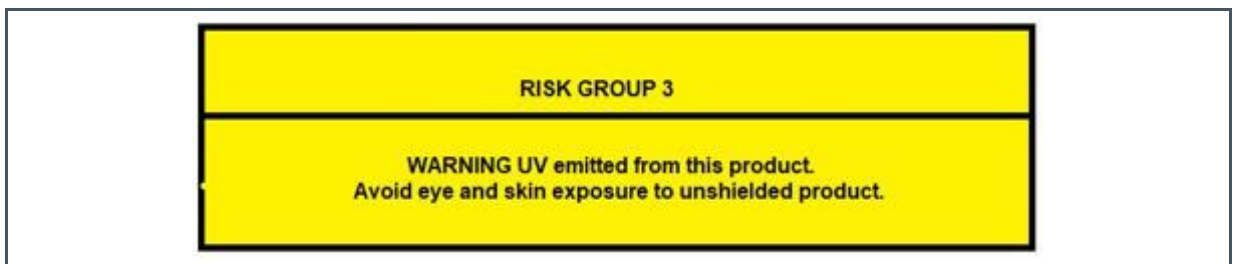 RISK GROUP 3
WARNING UV emitted from this product.
Avoid eye and skin exposure to unshielded product.